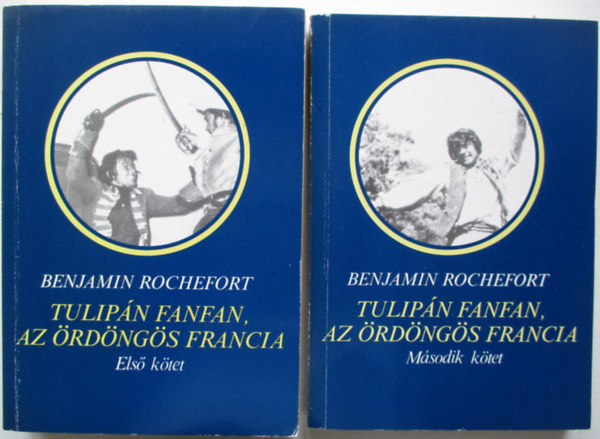 BENJAMIN ROCHEFORT
TULIPÁN FANFAN,
AZ ÖRDÖNGÖS FRANCIA
Első kötet
BENJAMIN ROCHEFORT
TULIPÁN FANFAN,
AZ ÖRDÖNGÖS FRANCIA
Második kötet